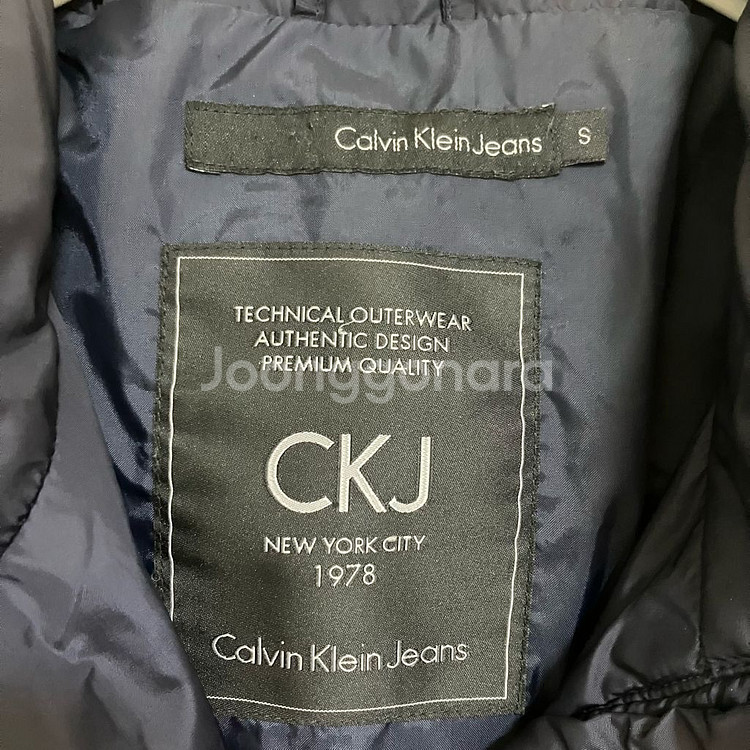 Calvin Klein Jeans
S
TECHNICAL OUTERWEAR
AUTHENTIC DESIGN
PREMIUM QUALITY
Joonggonara
CKJ
NEW YORK CITY
1978
Calvin Klein Jeans